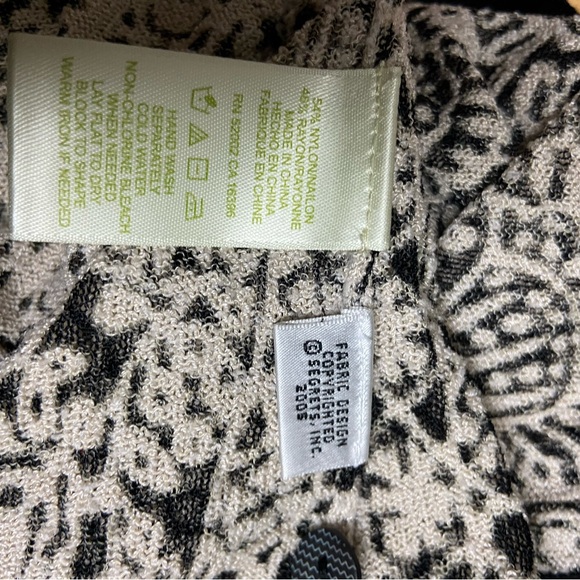 54% NYLON/NAILON
46% RAYON/RAYONNE
MADE IN CHINA
HECHO EN CHINA
FABRIQUE EN CHINE
RN 92002 CA 16396
HAND WASH
SEPARATELY
COLD WATER
NON-CHLORINE BLEACH
WHEN NEEDED
LAY FLAT TO DRY
BLOCK TO SHAPE
WARM IRON IF NEEDED
FABRIC DESIGN
COPYRIGHTED
© SEGRETS, INC.
2005